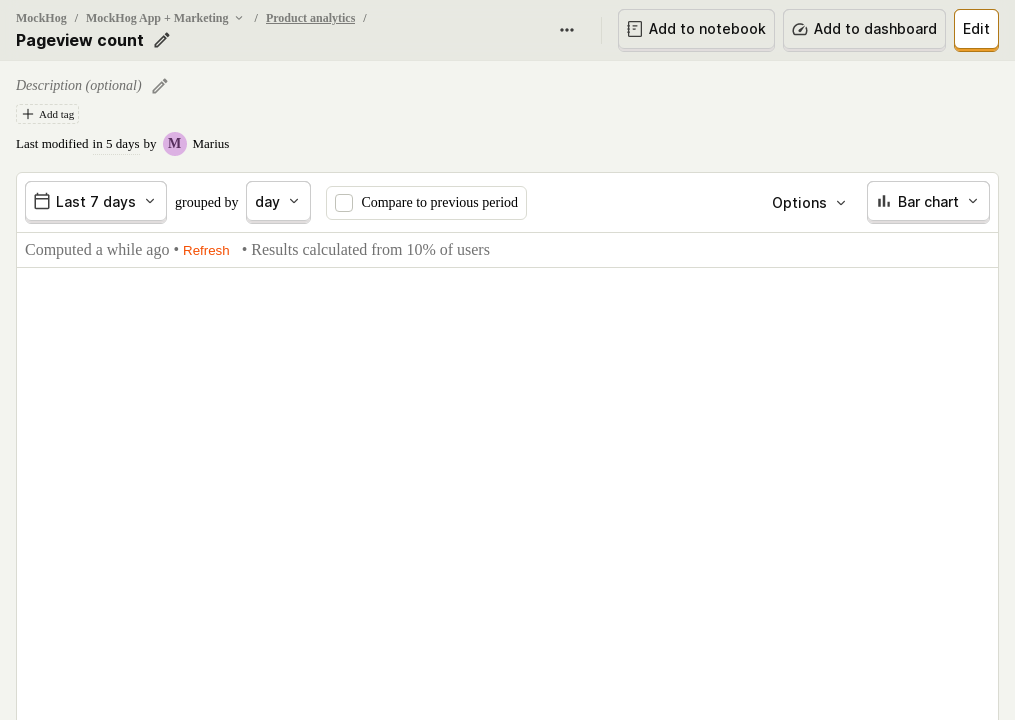 MockHog / MockHog App + Marketing / Product analytics /
Pageview count
Add to notebook
Add to dashboard
Edit
Description (optional)
Add tag
Last modified in 5 days by M Marius
Last 7 days grouped by day Compare to previous period Options Bar chart
Computed a while ago • Refresh • Results calculated from 10% of users